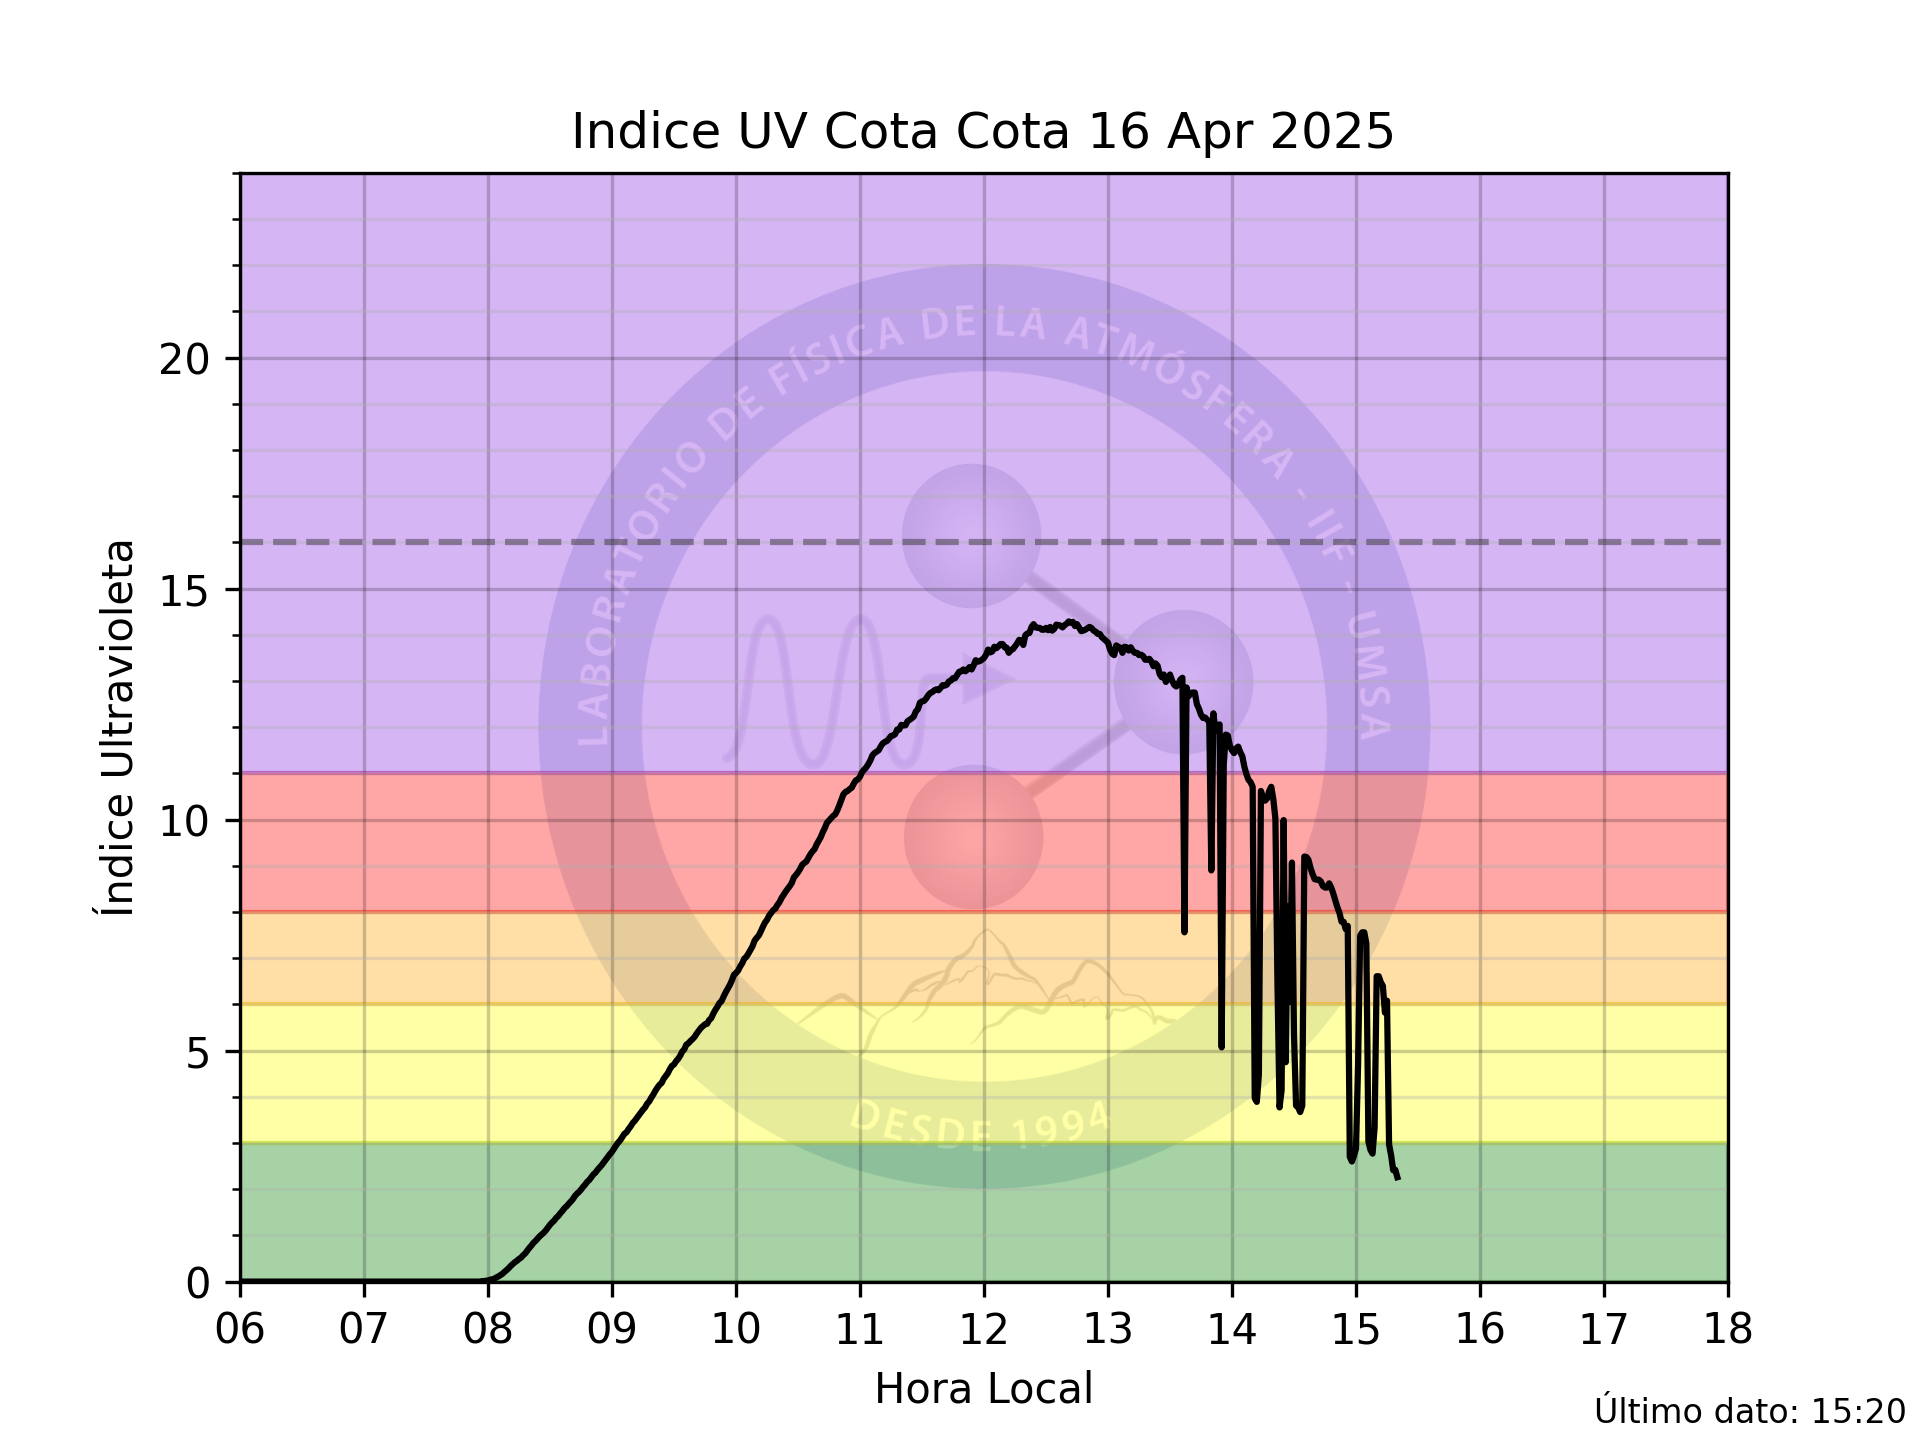 Indice UV Cota Cota 16 Apr 2025
LABORATORIO DE FÍSICA DE LA ATMÓSFERA - IIF - UMSA
DESDE 1994
Índice Ultravioleta
20
15
10
5
0
06 07 08 09 10 11 12 13 14 15 16 17 18
Hora Local
Último dato: 15:20